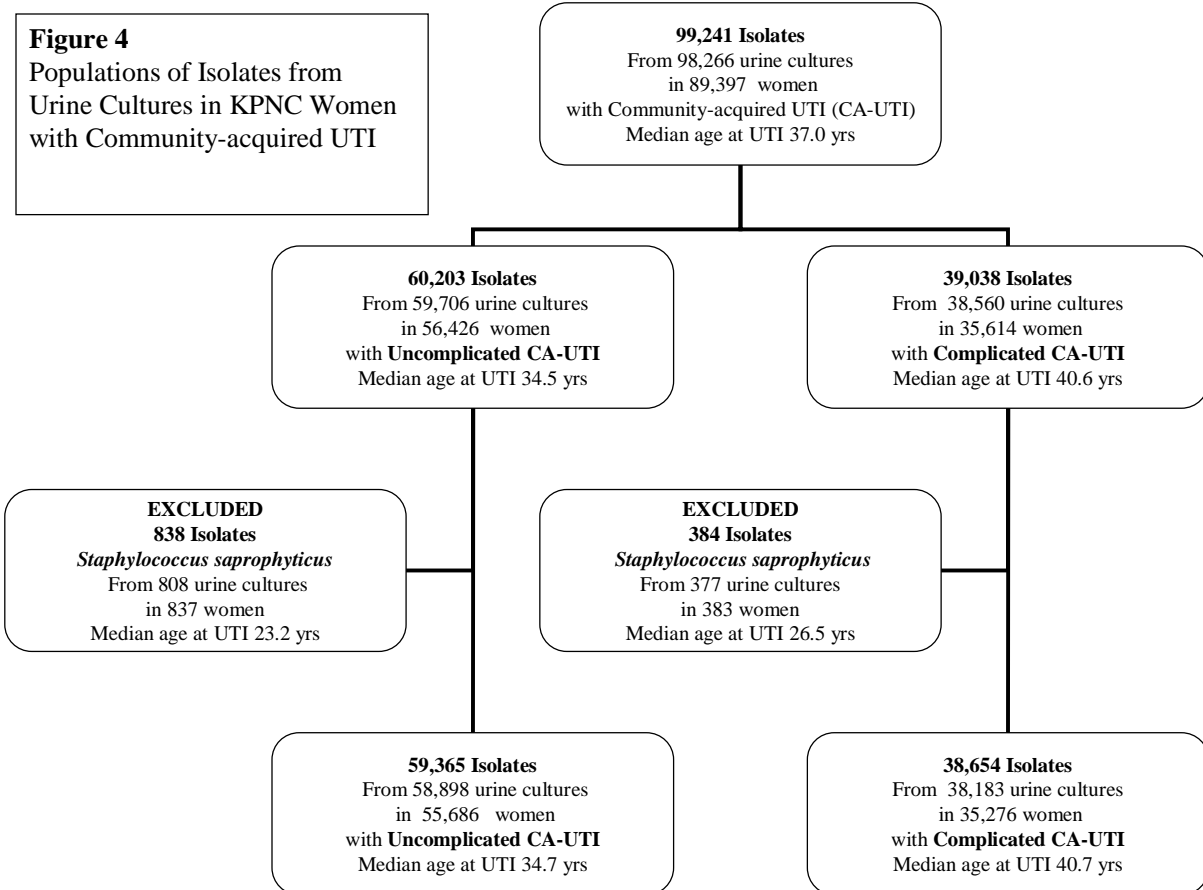 Figure 4
Populations of Isolates from
Urine Cultures in KPNC Women
with Community-acquired UTI
99,241 Isolates
From 98,266 urine cultures
in 89,397 women
with Community-acquired UTI (CA-UTI)
Median age at UTI 37.0 yrs
60,203 Isolates
From 59,706 urine cultures
in 56,426 women
with Uncomplicated CA-UTI
Median age at UTI 34.5 yrs
39,038 Isolates
From 38,560 urine cultures
in 35,614 women
with Complicated CA-UTI
Median age at UTI 40.6 yrs
EXCLUDED
838 Isolates
Staphylococcus saprophyticus
From 808 urine cultures
in 837 women
Median age at UTI 23.2 yrs
EXCLUDED
384 Isolates
Staphylococcus saprophyticus
From 377 urine cultures
in 383 women
Median age at UTI 26.5 yrs
59,365 Isolates
From 58,898 urine cultures
in 55,686 women
with Uncomplicated CA-UTI
Median age at UTI 34.7 yrs
38,654 Isolates
From 38,183 urine cultures
in 35,276 women
with Complicated CA-UTI
Median age at UTI 40.7 yrs